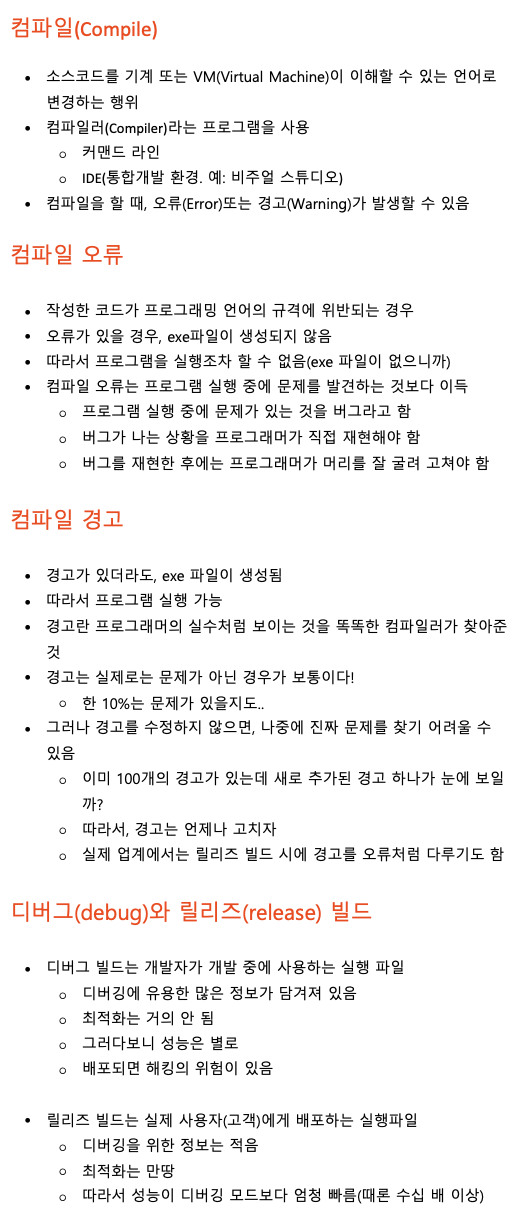 컴파일(Compile)
소스코드를 기계 또는 VM(Virtual Machine)이 이해할 수 있는 언어로
변경하는 행위
컴파일러(Compiler)라는 프로그램을 사용
커맨드 라인
IDE(통합개발 환경. 예: 비주얼 스튜디오)
컴파일을 할 때, 오류(Error)또는 경고(Warning)가 발생할 수 있음
컴파일 오류
작성한 코드가 프로그래밍 언어의 규격에 위반되는 경우
오류가 있을 경우, exe파일이 생성되지 않음
따라서 프로그램을 실행조차 할 수 없음(exe 파일이 없으니까)
컴파일 오류는 프로그램 실행 중에 문제를 발견하는 것보다 이득
프로그램 실행 중에 문제가 있는 것을 버그라고 함
버그가 나는 상황을 프로그래머가 직접 재현해야 함
버그를 재현한 후에는 프로그래머가 머리를 잘 굴려 고쳐야 함
컴파일 경고
경고가 있더라도, exe 파일이 생성됨
따라서 프로그램 실행 가능
경고란 프로그래머의 실수처럼 보이는 것을 똑똑한 컴파일러가 찾아준
것
경고는 실제로는 문제가 아닌 경우가 보통이다!
한 10%는 문제가 있을지도..
그러나 경고를 수정하지 않으면, 나중에 진짜 문제를 찾기 어려울 수
있음
이미 100개의 경고가 있는데 새로 추가된 경고 하나가 눈에 보일
까?
따라서, 경고는 언제나 고치자
실제 업계에서는 릴리즈 빌드 시에 경고를 오류처럼 다루기도 함
디버그(debug)와 릴리즈(release) 빌드
디버그 빌드는 개발자가 개발 중에 사용하는 실행 파일
디버깅에 유용한 많은 정보가 담겨져 있음
최적화는 거의 안 됨
그러다보니 성능은 별로
배포되면 해킹의 위험이 있음
릴리즈 빌드는 실제 사용자(고객)에게 배포하는 실행파일
디버깅을 위한 정보는 적음
최적화는 만땅
따라서 성능이 디버깅 모드보다 엄청 빠름(때론 수십 배 이상)